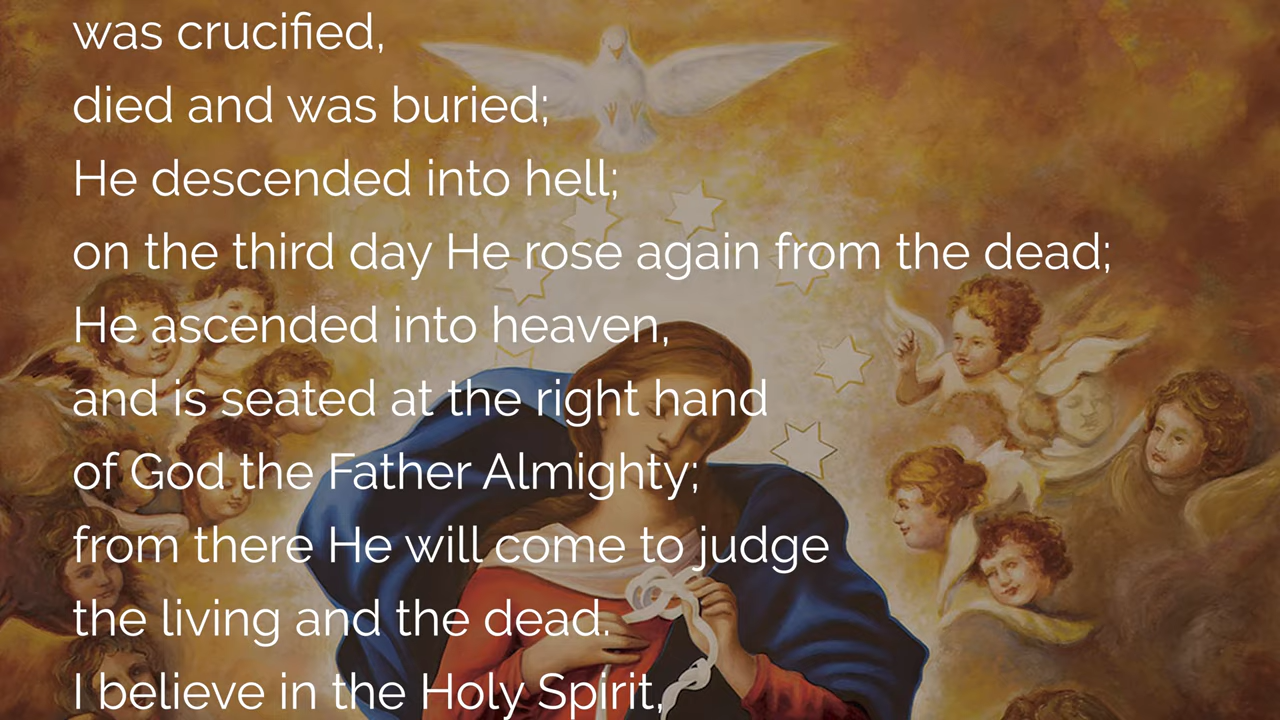 was crucified,
died and was buried;
He descended into hell;
on the third day He rose again from the dead;
He ascended into heaven,
and is seated at the right hand
of God the Father Almighty;
from there He will come to judge
the living and the dead.
I believe in the Holy Spirit,